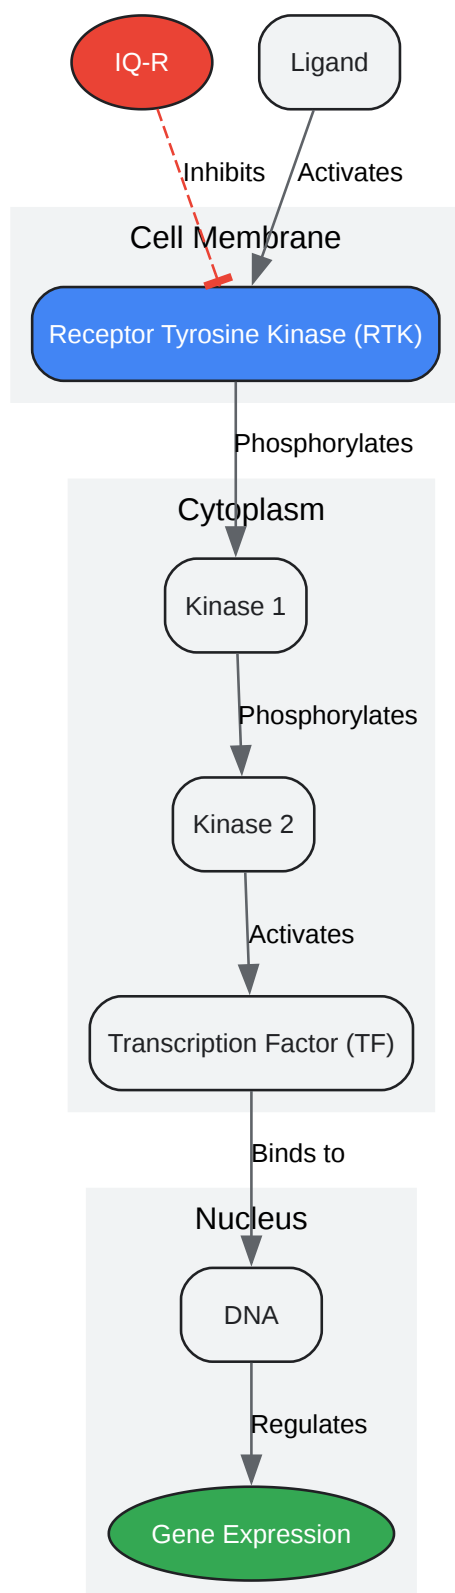 IQ-R
Ligand
Inhibits
Activates
Cell Membrane
Receptor Tyrosine Kinase (RTK)
Phosphorylates
Cytoplasm
Kinase 1
Phosphorylates
Kinase 2
Activates
Transcription Factor (TF)
Binds to
Nucleus
DNA
Regulates
Gene Expression